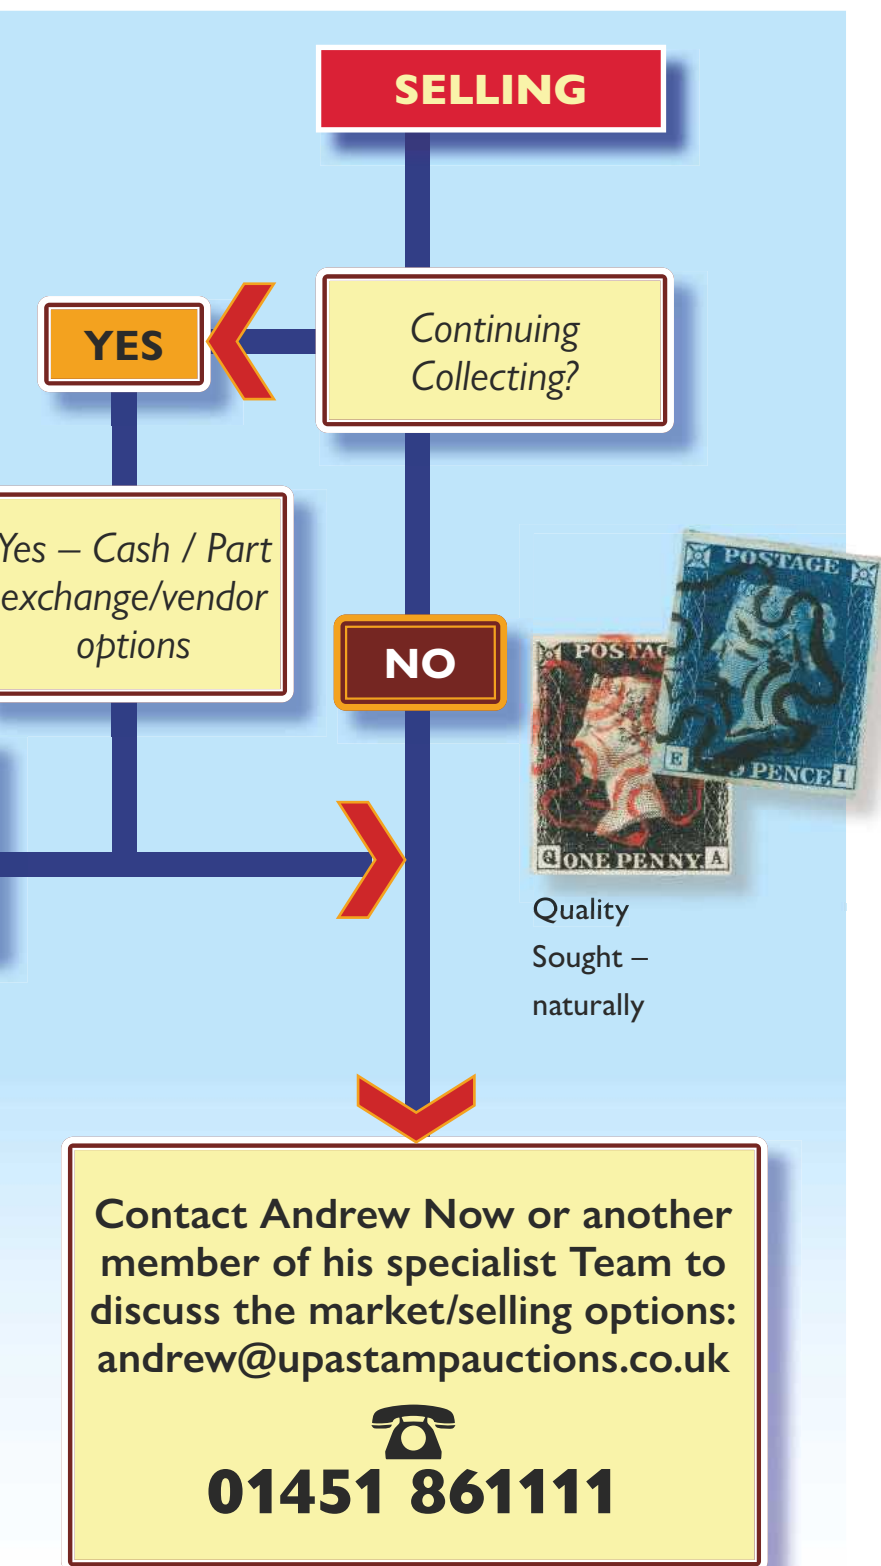 SELLING
Continuing
Collecting?
YES
Yes – Cash / Part
exchange/vendor
options
NO
POSTAGE
E
PENCE I
POSTAG
Q ONE PENNY A
Quality
Sought –
naturally
Contact Andrew Now or another
member of his specialist Team to
discuss the market/selling options:
andrew@upastampauctions.co.uk
01451 861111